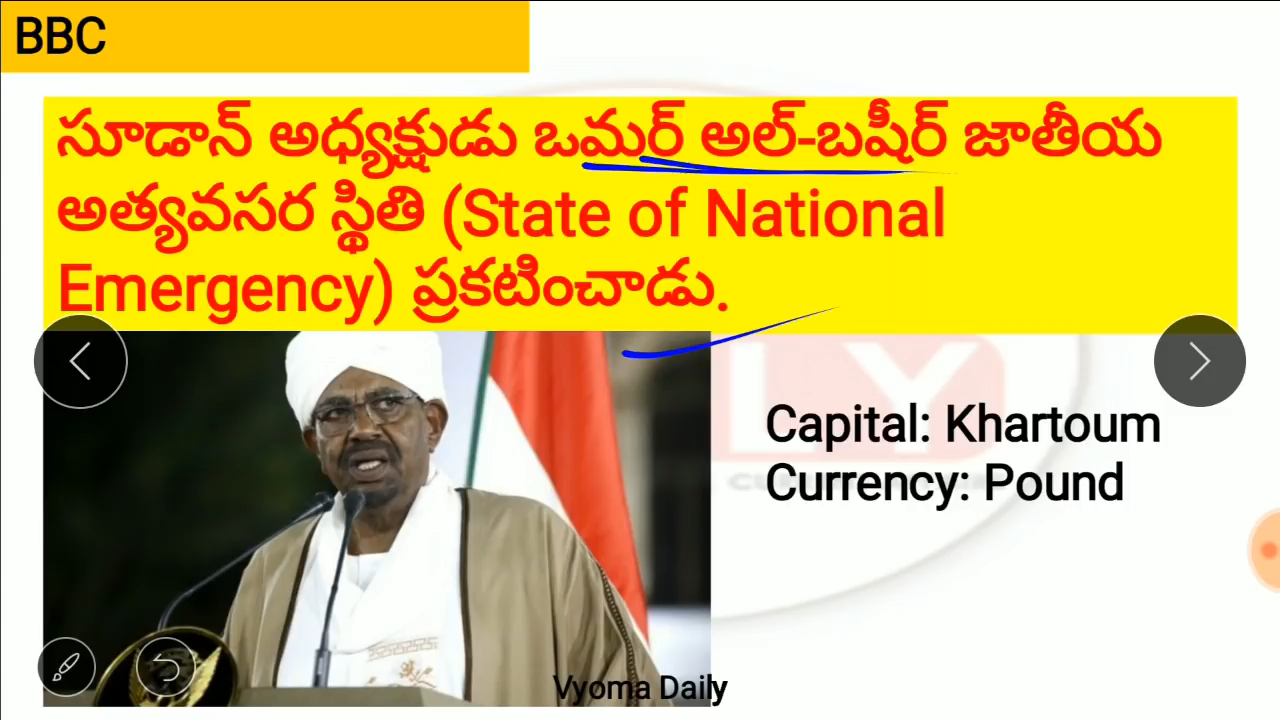 BBC
సూడాన్ అధ్యక్షుడు ఒమర్ అల్-బషీర్ జాతీయ
అత్యవసర స్థితి (State of National
Emergency) ప్రకటించాడు.
LY
Capital: Khartoum
Currency: Pound
Vyoma Daily